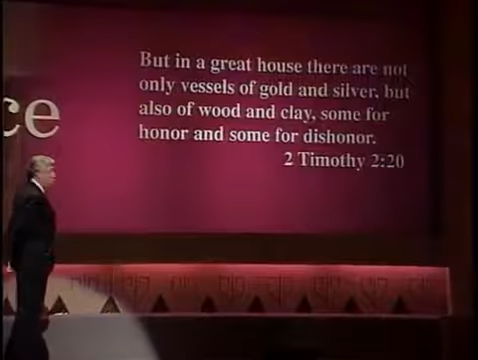 But in a great house there are not
only vessels of gold and silver, but
also of wood and clay, some for
honor and some for dishonor.
2 Timothy 2:20
ce